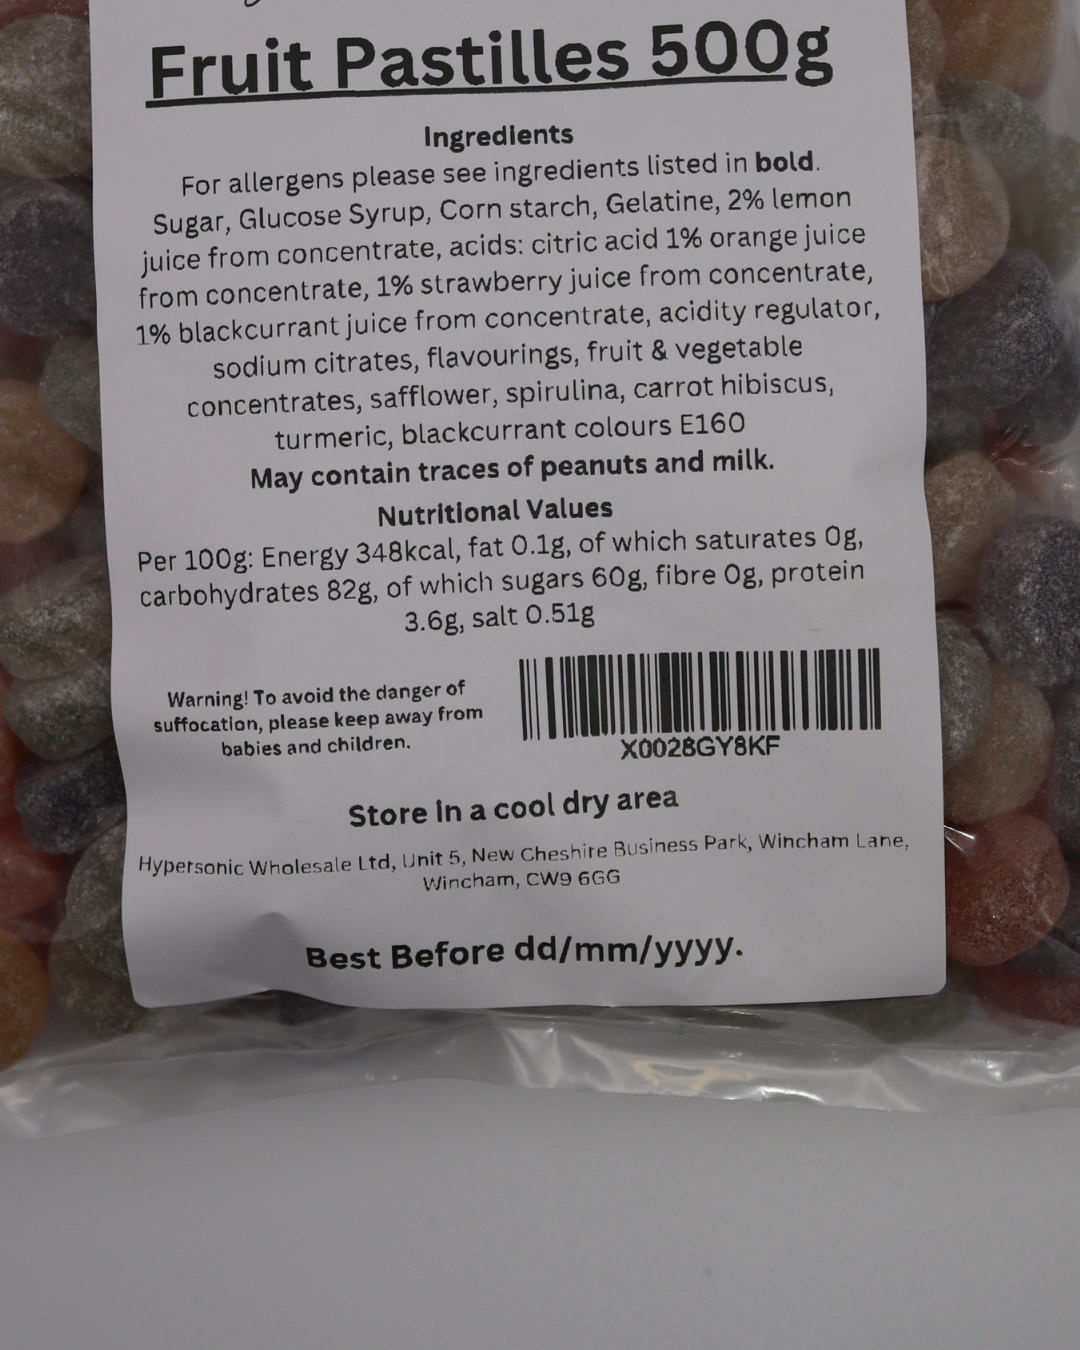 Fruit Pastilles 500g
Ingredients
For allergens please see ingredients listed in bold.
Sugar, Glucose Syrup, Corn starch, Gelatine, 2% lemon
juice from concentrate, acids: citric acid 1% orange juice
from concentrate, 1% strawberry juice from concentrate,
1% blackcurrant juice from concentrate, acidity regulator,
sodium citrates, flavourings, fruit & vegetable
concentrates, safflower, spirulina, carrot hibiscus,
turmeric, blackcurrant colours E160
May contain traces of peanuts and milk.
Nutritional Values
Per 100g: Energy 348kcal, fat 0.1g, of which saturates 0g,
carbohydrates 82g, of which sugars 60g, fibre 0g, protein
3.6g, salt 0.51g
Warning! To avoid the danger of
suffocation, please keep away from
babies and children.
X0028GY8KF
Store in a cool dry area
Hypersonic Wholesale Ltd, Unit 5, New Cheshire Business Park, Wincham Lane,
Wincham, CW9 6GG
Best Before dd/mm/yyyy.